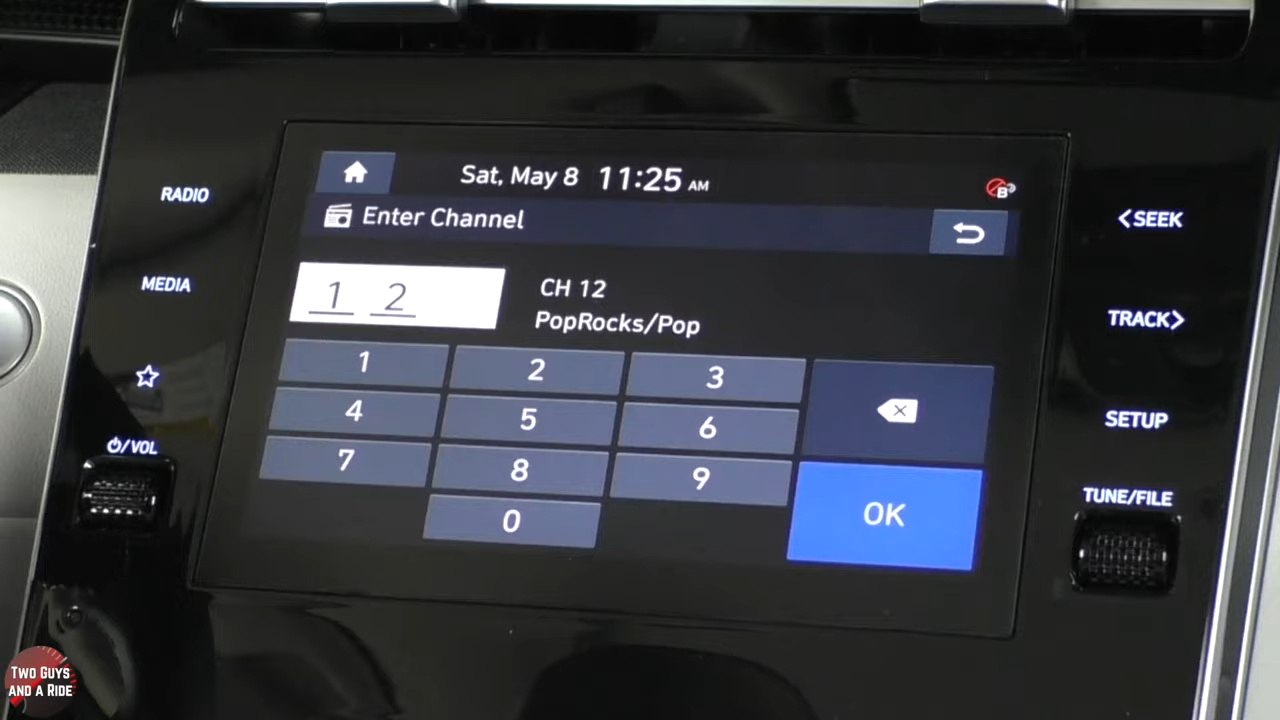 RADIO
MEDIA
/VOL
Sat, May 8 11:25 AM
B
Enter Channel
1 2
CH 12
PopRocks/Pop
1 2 3
4 5 6
7 8 9
0
OK
<SEEK
TRACK>
SETUP
TUNE/FILE
TWO GUYS
AND A RIDE